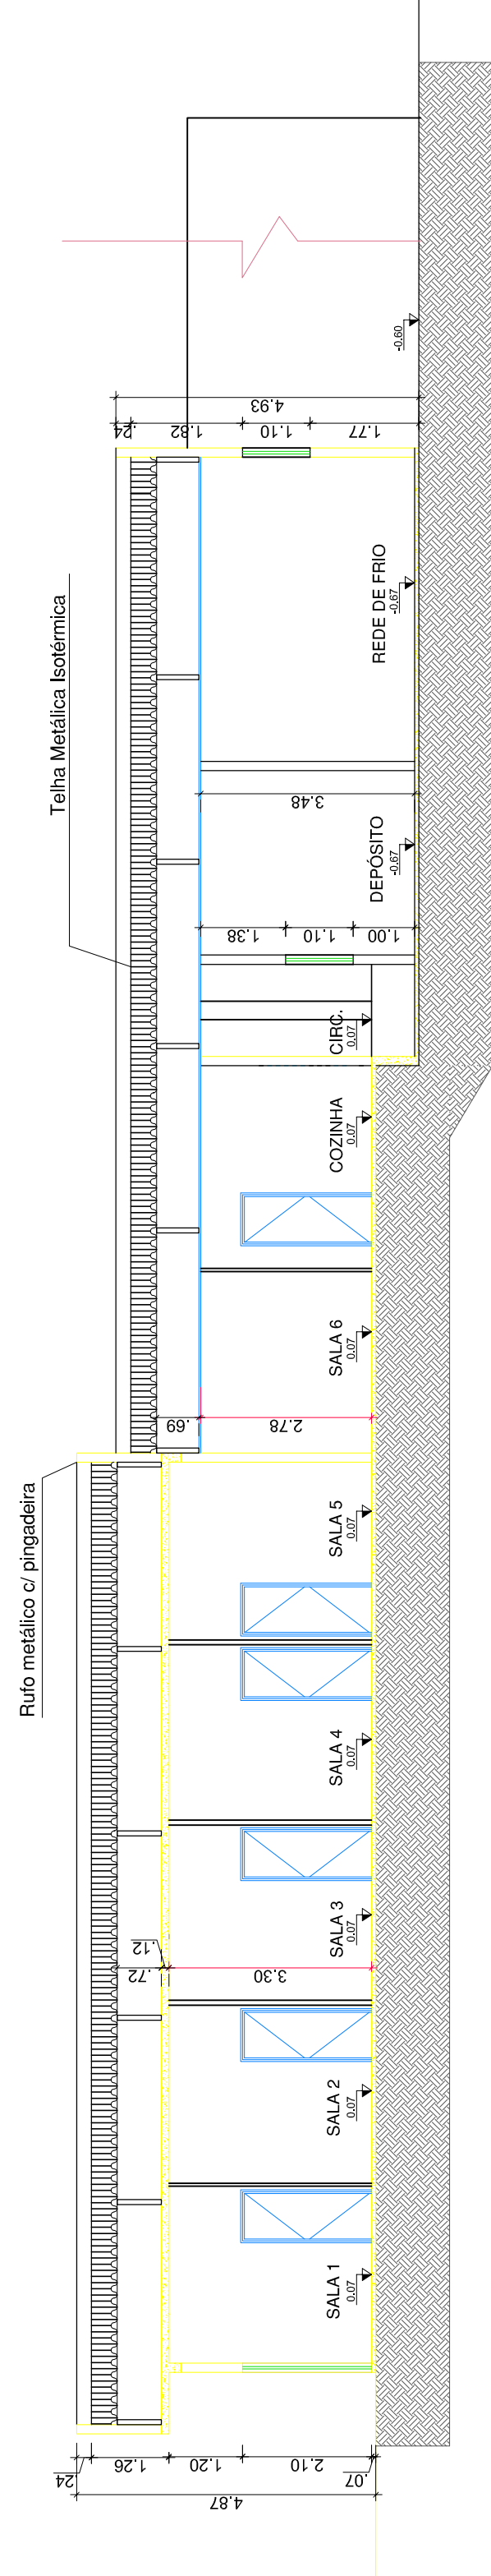 Rufo metálico c/ pingadeira
Telha Metálica Isotérmica
SALA 1
0.07
SALA 2
0.07
SALA 3
0.07
SALA 4
0.07
SALA 5
0.07
SALA 6
0.07
COZINHA
0.07
CIRC.
0.07
DEPÓSITO
-0.67
REDE DE FRIO
-0.67
-0.60
4.87
.24
1.26
1.20
2.10
.07
.72
.12
3.30
.69
2.78
1.38
1.10
1.00
3.48
.24
1.82
1.10
1.77
4.93